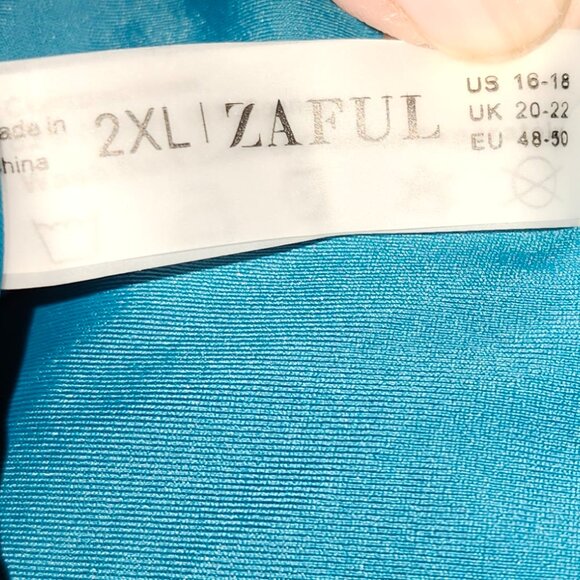 ade in
hina
2XL | ZAFUL
US 16-18
UK 20-22
EU 48-50